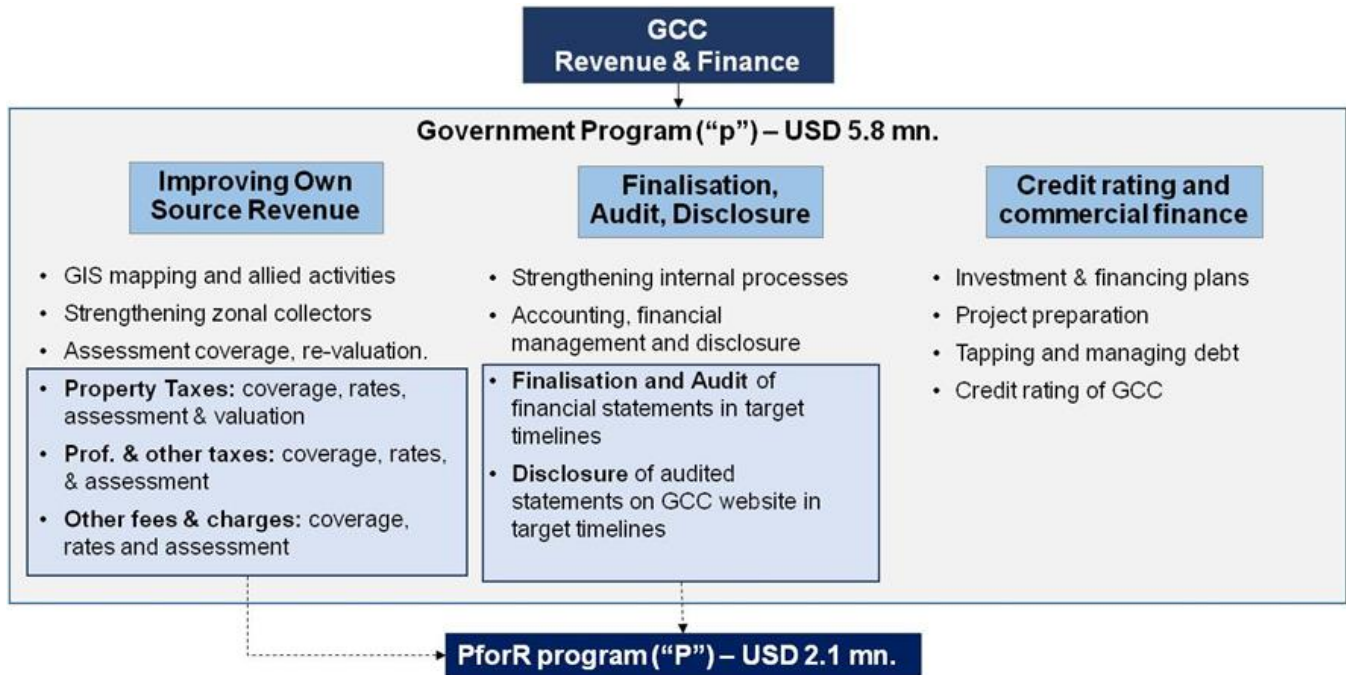 GCC
Revenue & Finance
Government Program (“p”) – USD 5.8 mn.
Improving Own
Source Revenue
• GIS mapping and allied activities
• Strengthening zonal collectors
• Assessment coverage, re-valuation.
• Property Taxes: coverage, rates,
assessment & valuation
• Prof. & other taxes: coverage, rates,
& assessment
• Other fees & charges: coverage,
rates and assessment
Finalisation,
Audit, Disclosure
• Strengthening internal processes
• Accounting, financial
management and disclosure
• Finalisation and Audit of
financial statements in target
timelines
• Disclosure of audited
statements on GCC website in
target timelines
Credit rating and
commercial finance
• Investment & financing plans
• Project preparation
• Tapping and managing debt
• Credit rating of GCC
PforR program (“P”) – USD 2.1 mn.